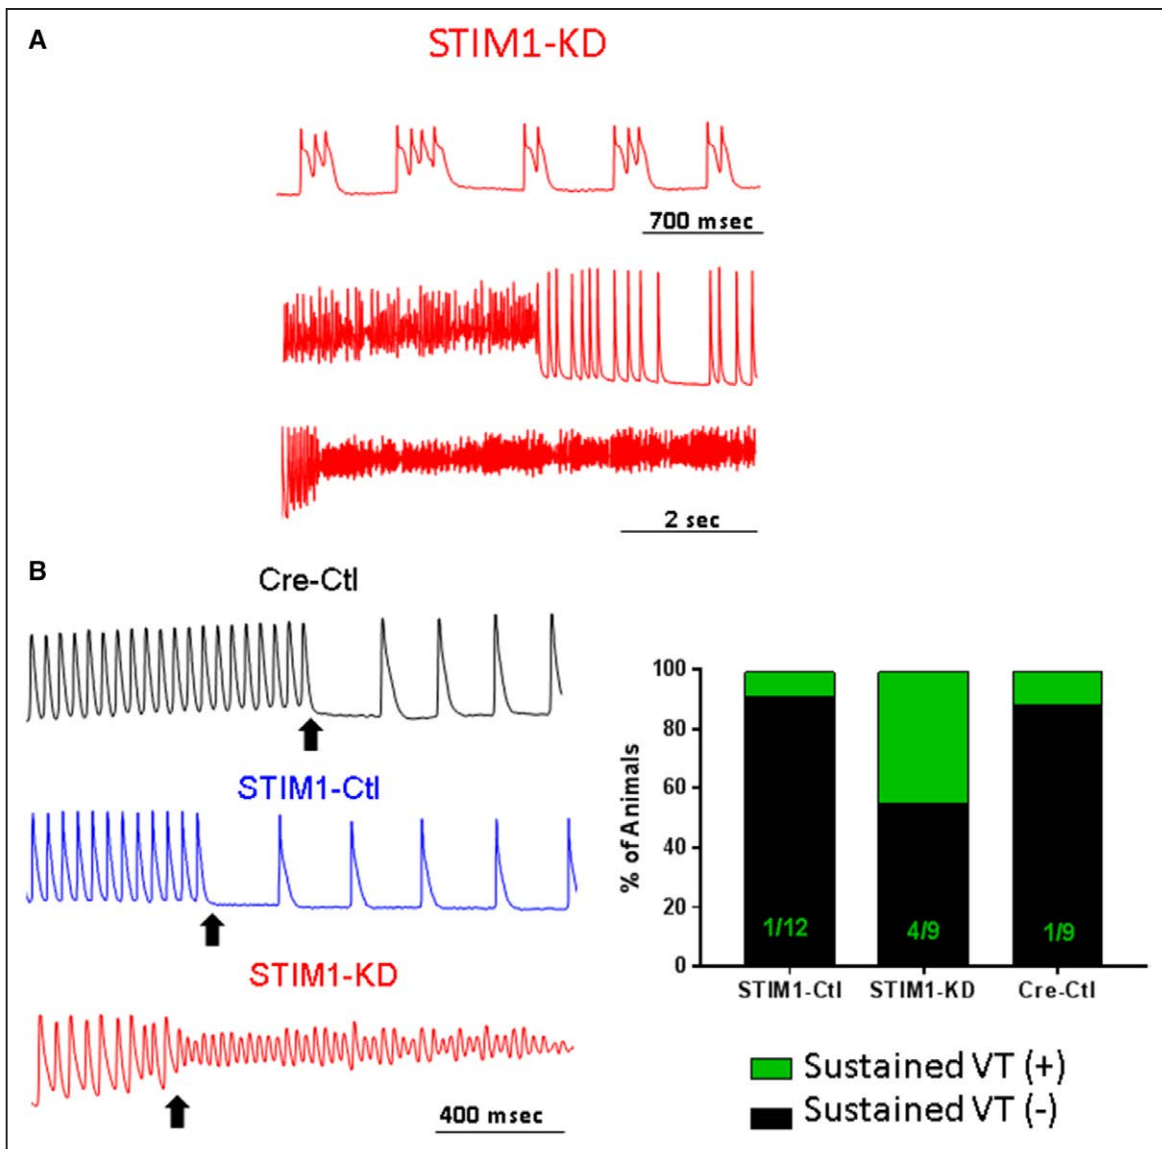 A
STIM1-KD
700 msec
2 sec
B
Cre-Ctl
STIM1-Ctl
STIM1-KD
400 msec
% of Animals
100
80
60
40
20
0
1/12
4/9
1/9
STIM1-Ctl
STIM1-KD
Cre-Ctl
Sustained VT (+)
Sustained VT (-)